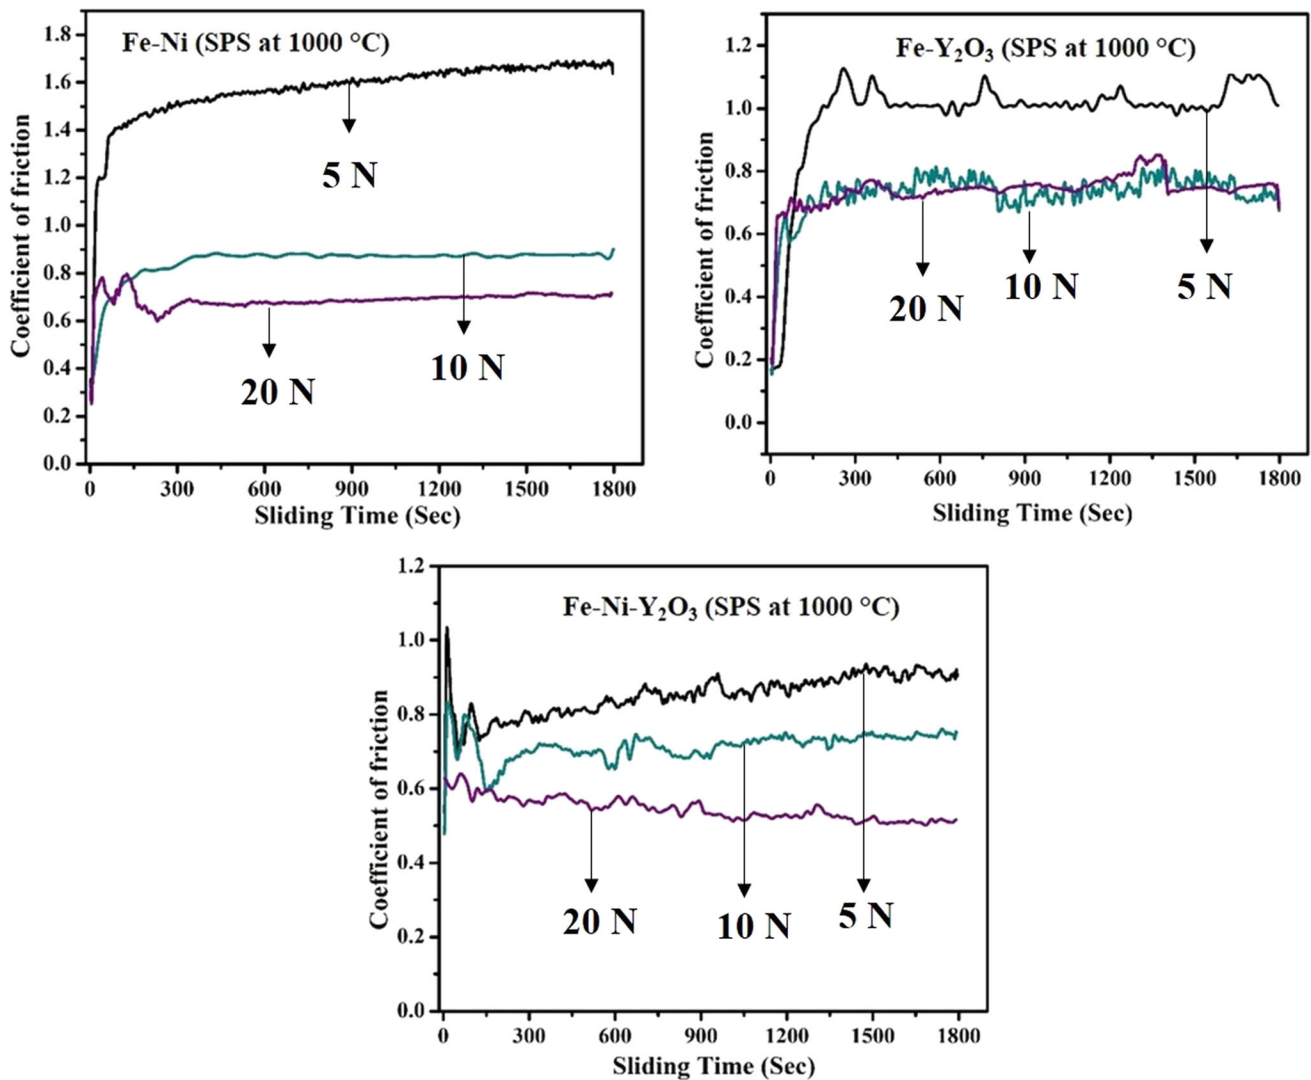 Fe-Ni (SPS at 1000 °C)
Coefficient of friction
1.8
1.6
1.4
1.2
1.0
0.8
0.6
0.4
0.2
0.0
5 N
10 N
20 N
0 300 600 900 1200 1500 1800
Sliding Time (Sec)
Fe-Y₂O₃ (SPS at 1000 °C)
Coefficient of friction
1.2
1.0
0.8
0.6
0.4
0.2
0.0
20 N 10 N 5 N
0 300 600 900 1200 1500 1800
Sliding Time (Sec)
Fe-Ni-Y₂O₃ (SPS at 1000 °C)
Coefficient of friction
1.2
1.0
0.8
0.6
0.4
0.2
0.0
20 N 10 N 5 N
0 300 600 900 1200 1500 1800
Sliding Time (Sec)